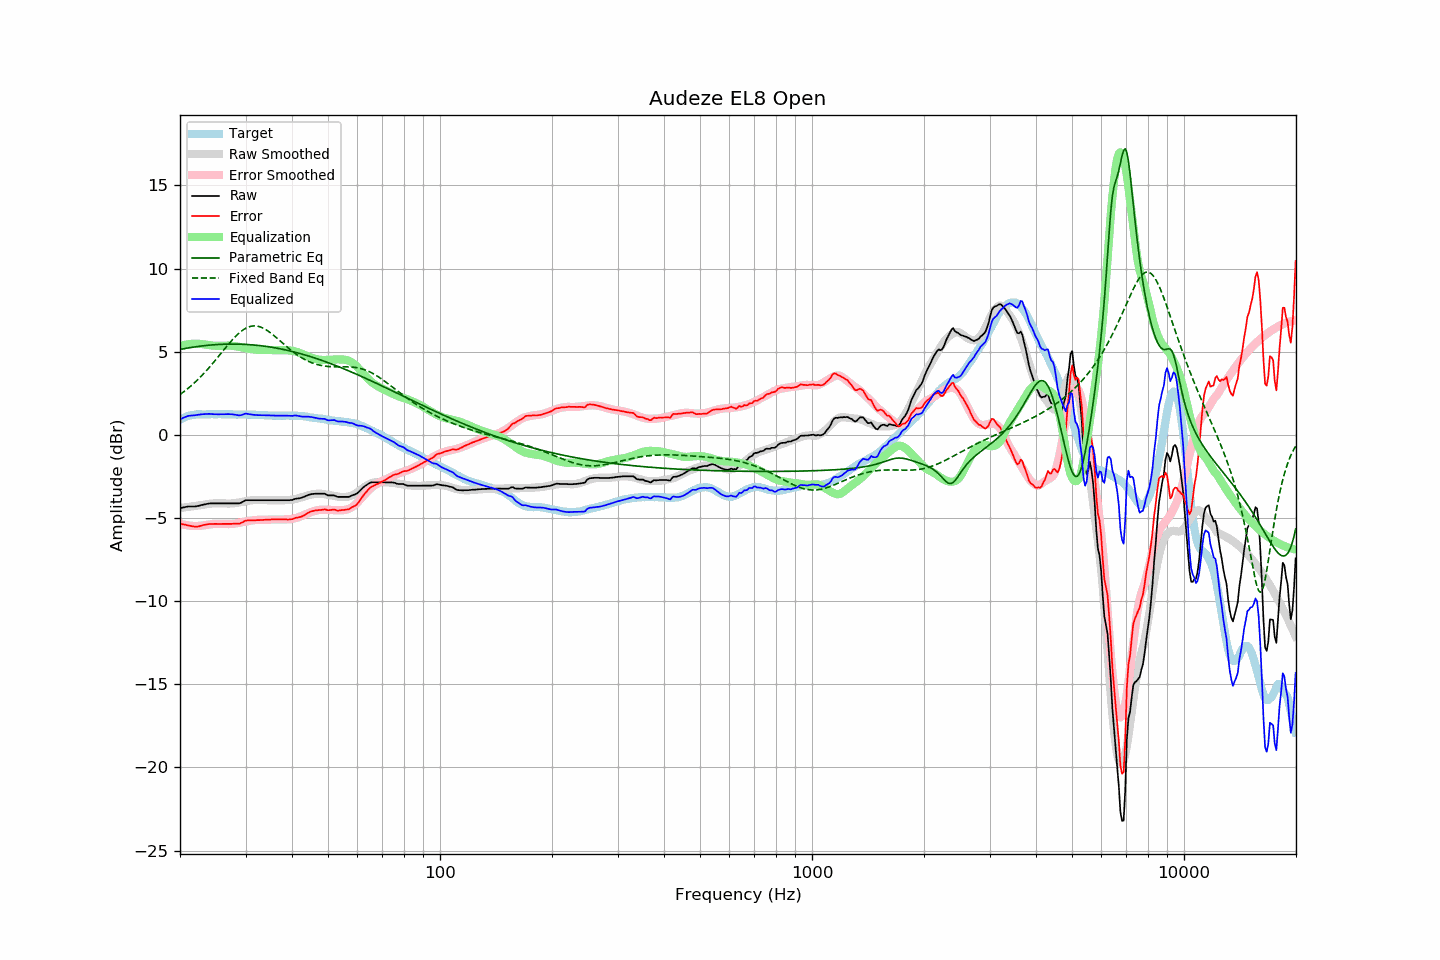 Audeze EL8 Open
Target
Raw Smoothed
Error Smoothed
Raw
Error
Equalization
Parametric Eq
Fixed Band Eq
Equalized
Amplitude (dBr)
15
10
5
0
−5
−10
−15
−20
−25
100
1000
10000
Frequency (Hz)